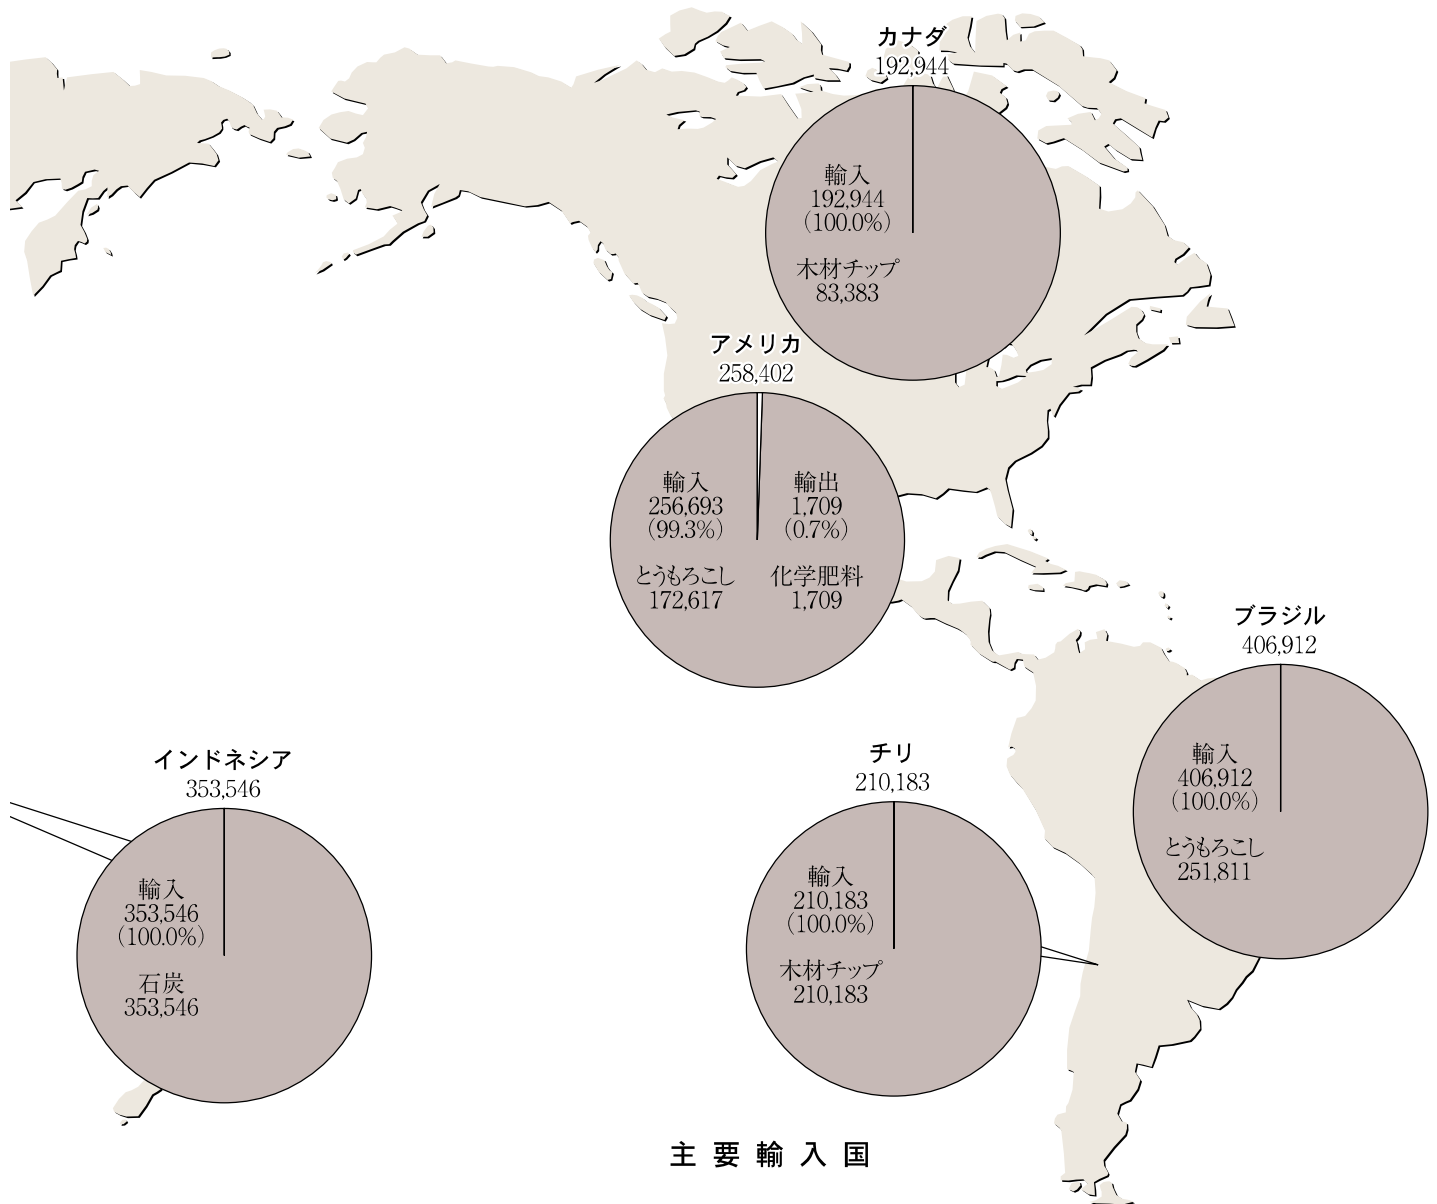 カナダ
192,944
輸入
192,944
(100.0%)
木材チップ
83,383
アメリカ
258,402
輸入
256,693
(99.3%)
とうもろこし
172,617
輸出
1,709
(0.7%)
化学肥料
1,709
ブラジル
406,912
輸入
406,912
(100.0%)
とうもろこし
251,811
インドネシア
353,546
輸入
353,546
(100.0%)
石炭
353,546
チリ
210,183
輸入
210,183
(100.0%)
木材チップ
210,183
主要輸入国